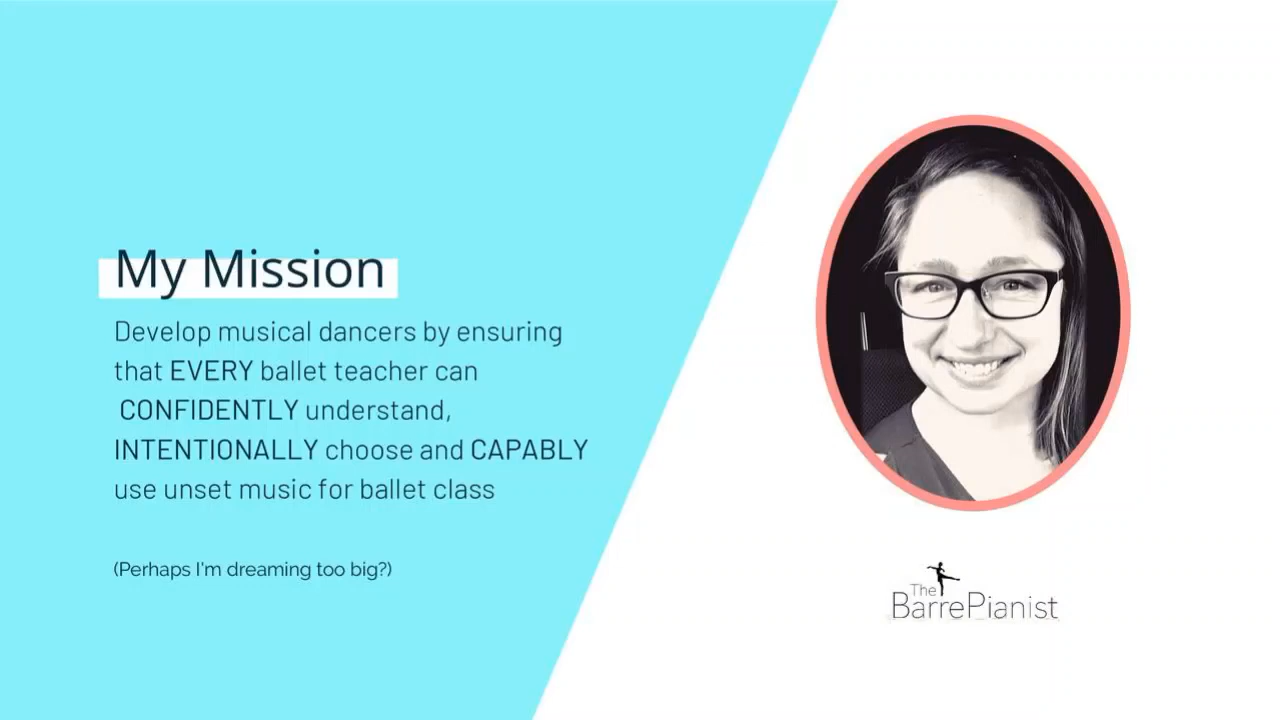 My Mission
Develop musical dancers by ensuring
that EVERY ballet teacher can
CONFIDENTLY understand,
INTENTIONALLY choose and CAPABLY
use unset music for ballet class
(Perhaps I'm dreaming too big?)
The
BarrePianist